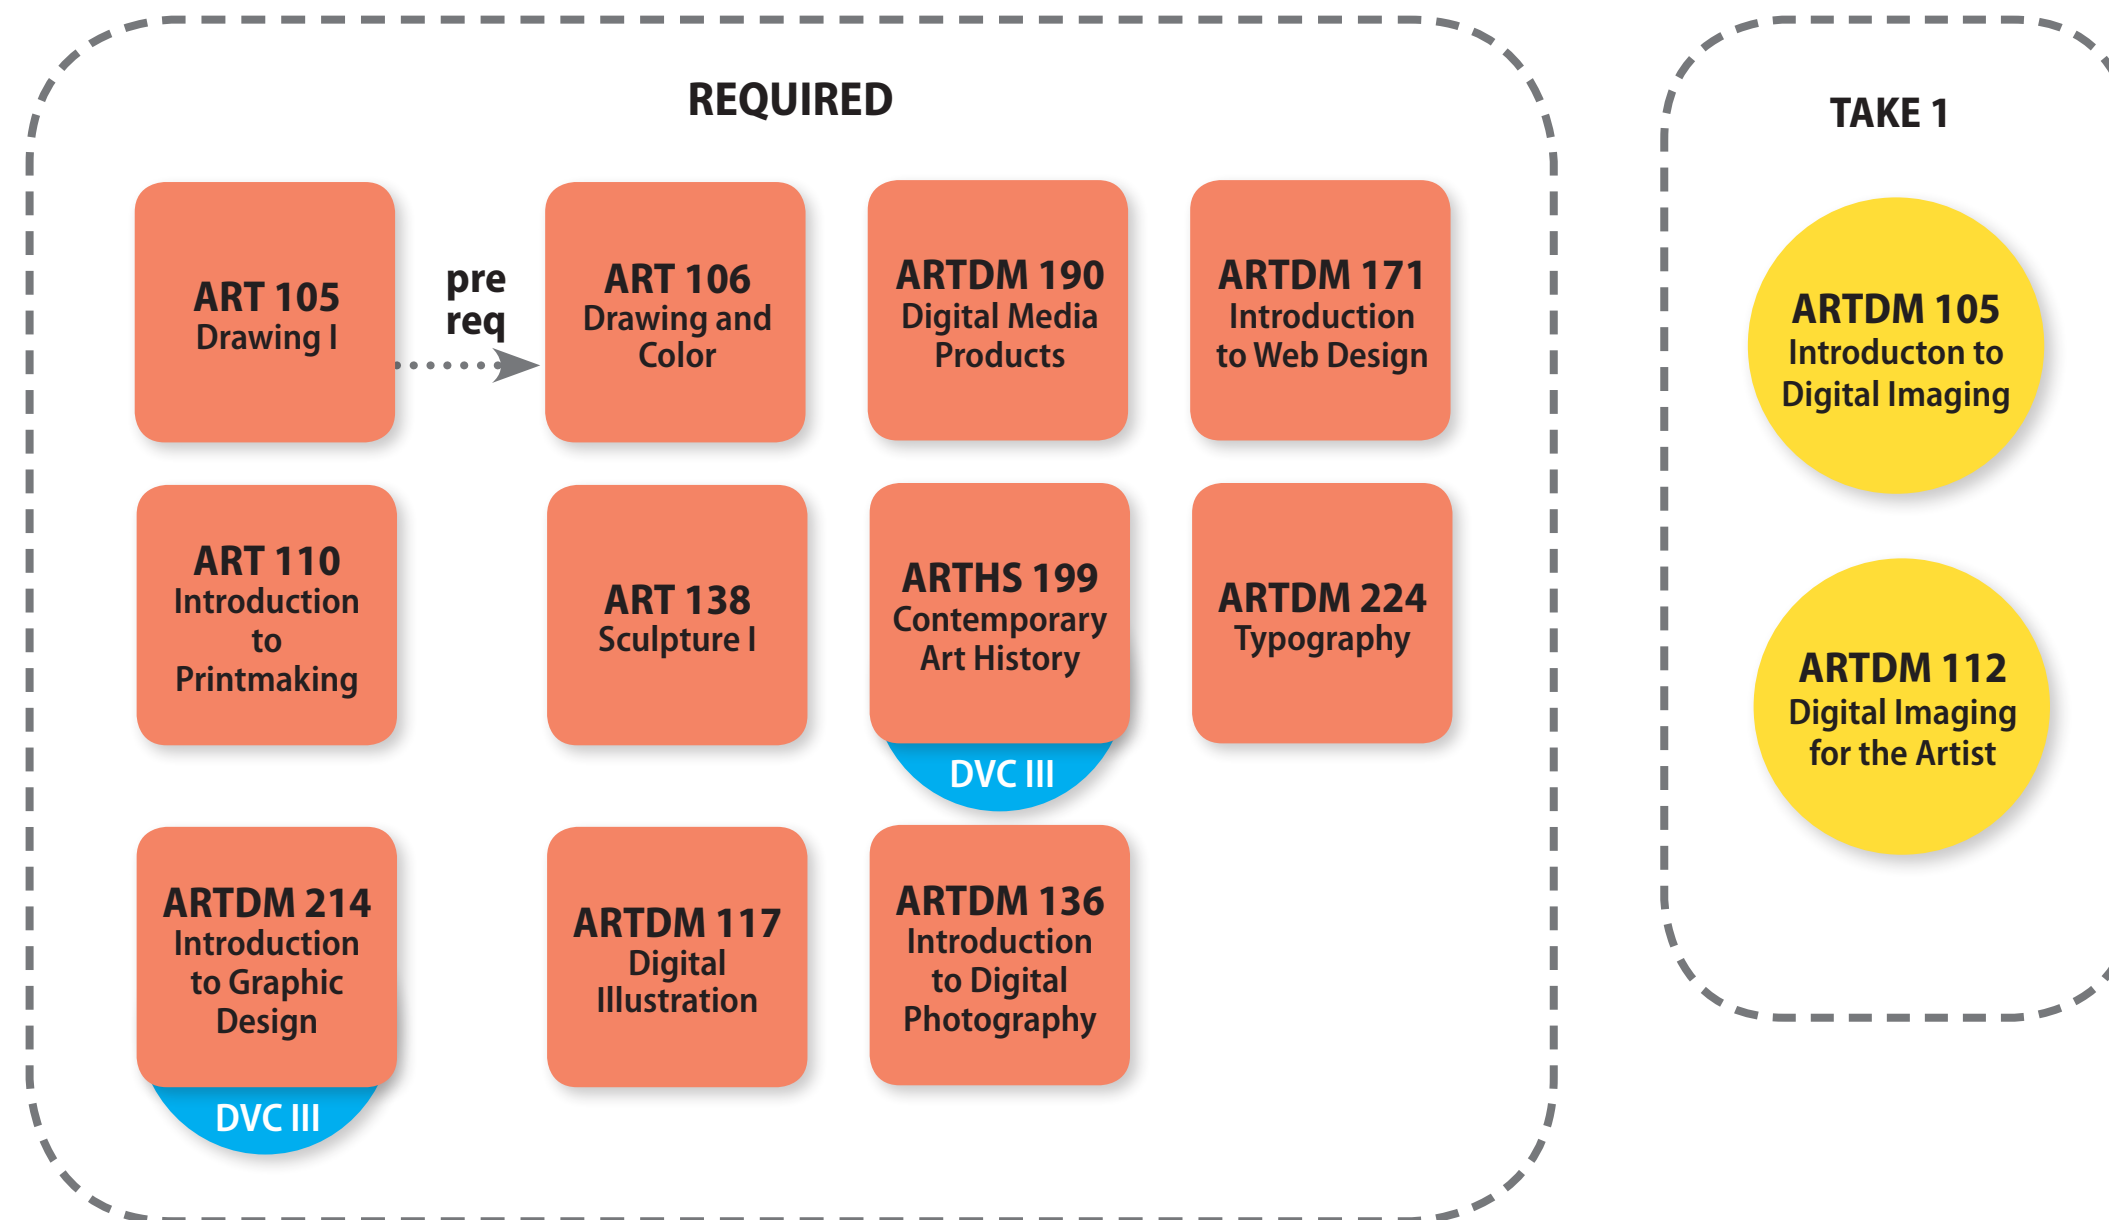 REQUIRED
ART 105
Drawing I
pre
req
ART 106
Drawing and
Color
ARTDM 190
Digital Media
Products
ARTDM 171
Introduction
to Web Design
ART 110
Introduction
to
Printmaking
ART 138
Sculpture I
ARTHS 199
Contemporary
Art History
DVC III
ARTDM 224
Typography
ARTDM 214
Introduction
to Graphic
Design
DVC III
ARTDM 117
Digital
Illustration
ARTDM 136
Introduction
to Digital
Photography
TAKE 1
ARTDM 105
Introducton to
Digital Imaging
ARTDM 112
Digital Imaging
for the Artist